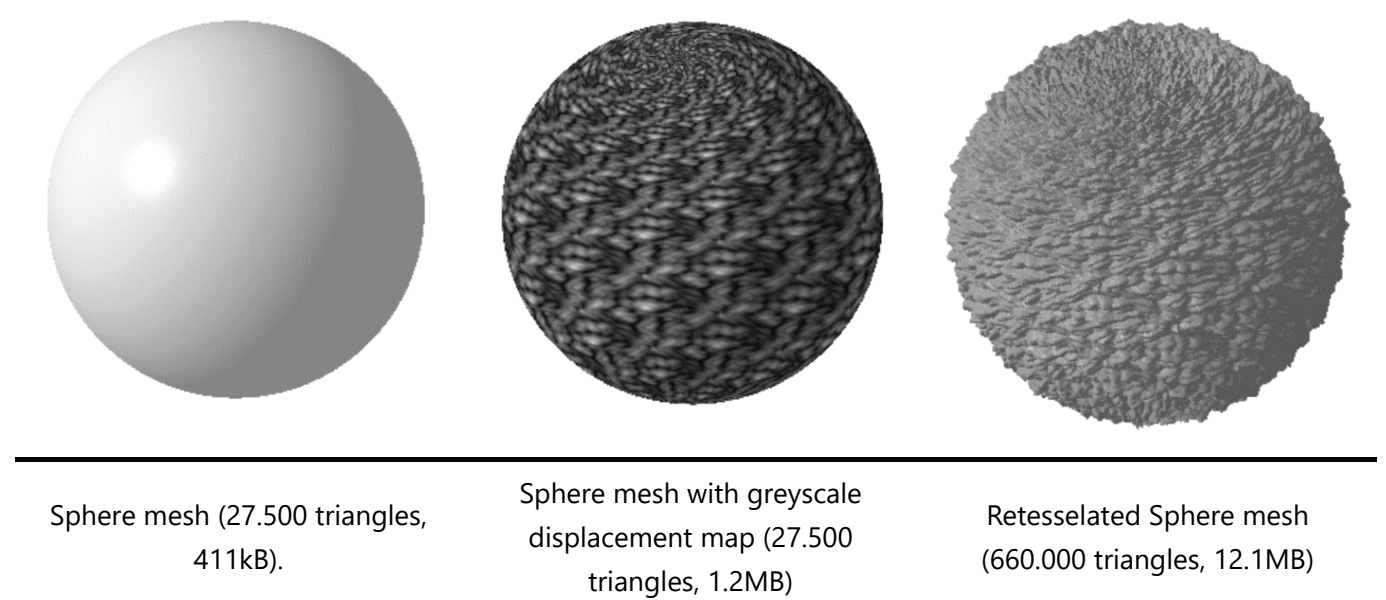 Sphere mesh (27.500 triangles,
411kB).
Sphere mesh with greyscale
displacement map (27.500
triangles, 1.2MB)
Retesselated Sphere mesh
(660.000 triangles, 12.1MB)